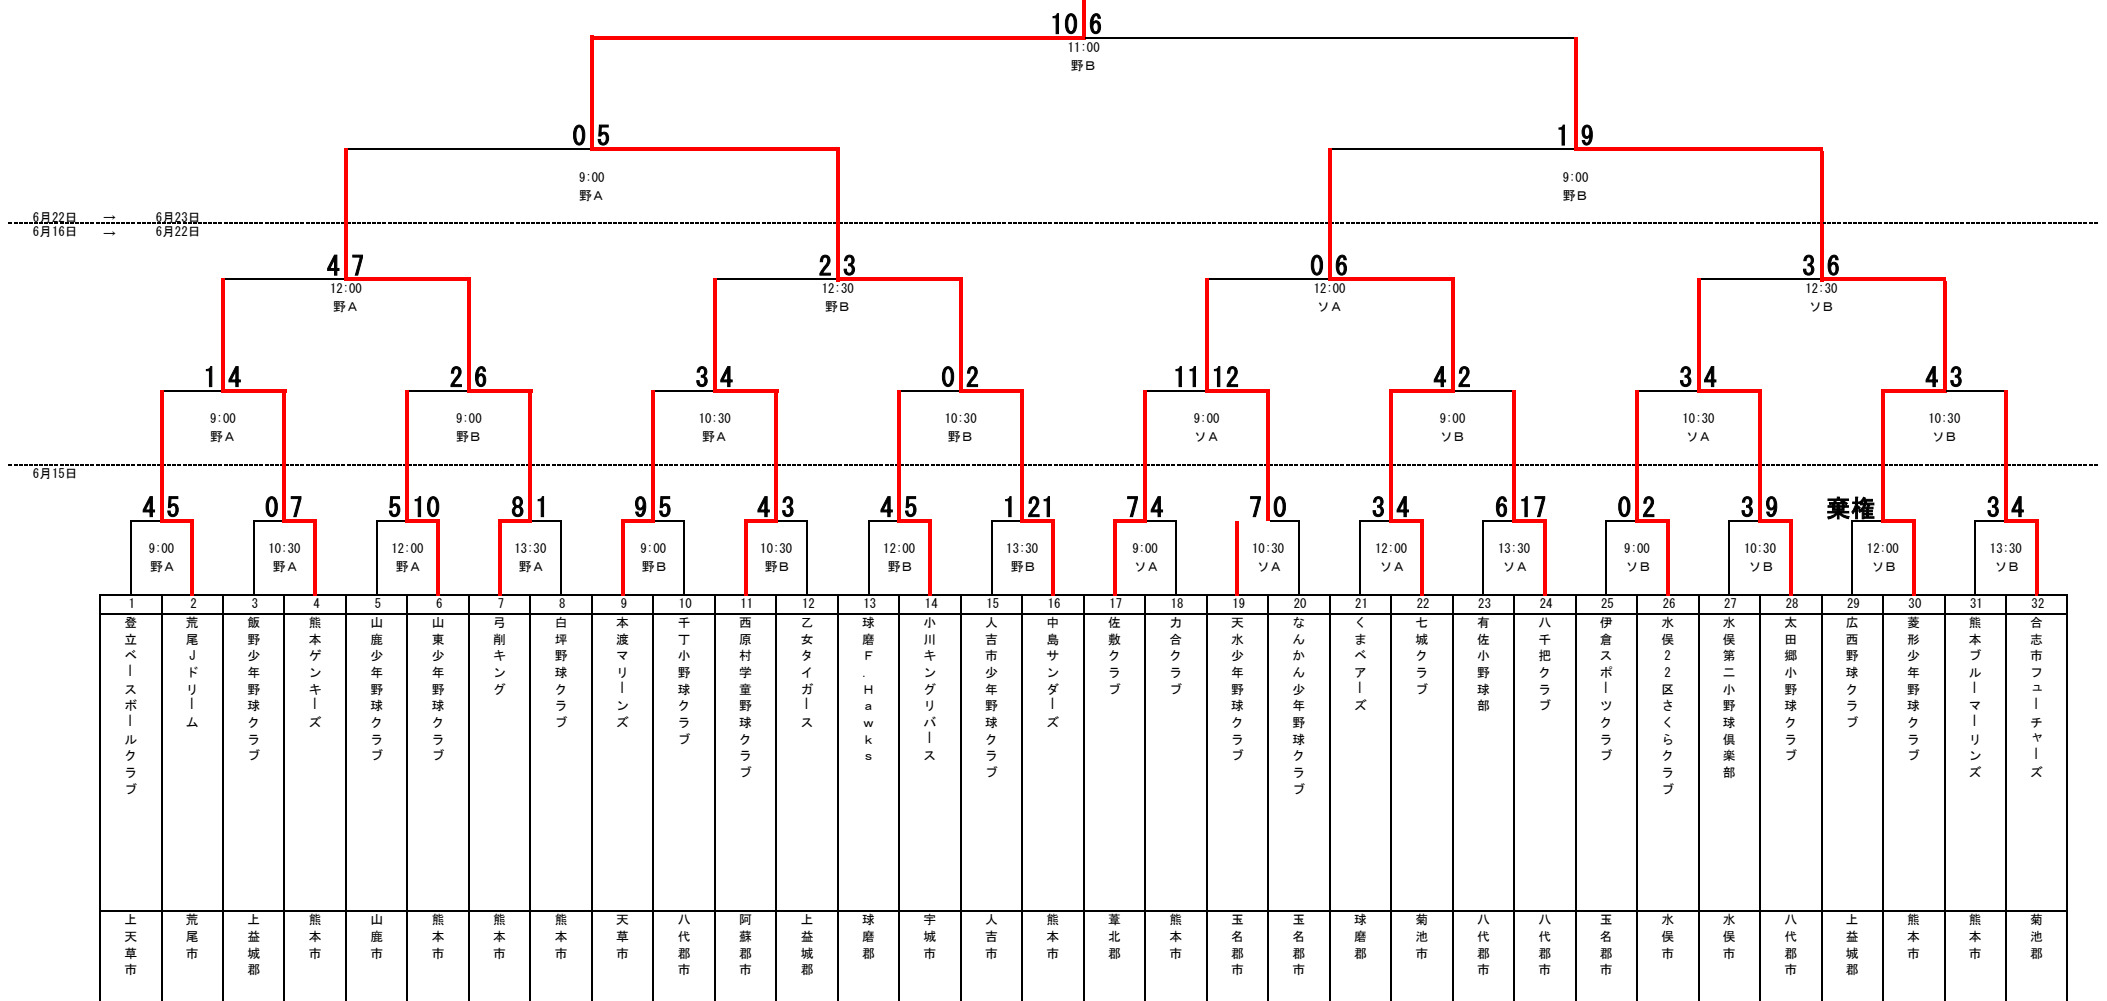 10 6
11:00
野B
0 5
1 9
9:00
野A
9:00
野B
6月22日 → 6月23日
6月16日 → 6月22日
4 7
2 3
0 6
3 6
12:00
野A
12:30
野B
12:00
ソA
12:30
ソB
1 4
2 6
3 4
0 2
11 12
4 2
3 4
4 3
9:00
野A
9:00
野B
10:30
野A
10:30
野B
9:00
ソA
9:00
ソB
10:30
ソA
10:30
ソB
6月15日
4 5
0 7
5 10
8 1
9 5
4 3
4 5
1 21
7 4
7 0
3 4
6 17
0 2
3 9
棄権
3 4
9:00
野A
10:30
野A
12:00
野A
13:30
野A
9:00
野B
10:30
野B
12:00
野B
13:30
野B
9:00
ソA
10:30
ソA
12:00
ソA
13:30
ソA
9:00
ソB
10:30
ソB
12:00
ソB
13:30
ソB
1 2 3 4 5 6 7 8 9 10 11 12 13 14 15 16 17 18 19 20 21 22 23 24 25 26 27 28 29 30 31 32
登立ベースボールクラブ
荒尾Jドリーム
飯野少年野球クラブ
熊本ゲンキーズ
山鹿少年野球クラブ
山東少年野球クラブ
弓削キング
白坪野球クラブ
本渡マリーンズ
千丁小野球クラブ
西原村学童野球クラブ
乙女タイガース
球磨F.Hawks
小川キングリバース
人吉市少年野球クラブ
中島サンダーズ
佐敷クラブ
力合クラブ
天水少年野球クラブ
なんかん少年野球クラブ
くまベアーズ
七城クラブ
有佐小野球部
八千把クラブ
伊倉スポーツクラブ
水俣22区さくらクラブ
水俣第二小野球倶楽部
太田郷小野球クラブ
広西野球クラブ
菱形少年野球クラブ
熊本ブルーマーリンズ
合志市フューチャーズ
上天草市
荒尾市
上益城郡
熊本市
山鹿市
熊本市
熊本市
熊本市
天草市
八代郡市
阿蘇郡市
上益城郡
球磨郡
宇城市
人吉市
熊本市
葦北郡
熊本市
玉名郡市
玉名郡市
球磨郡
菊池市
八代郡市
八代郡市
玉名郡市
水俣市
水俣市
八代郡市
上益城郡
熊本市
熊本市
菊池郡